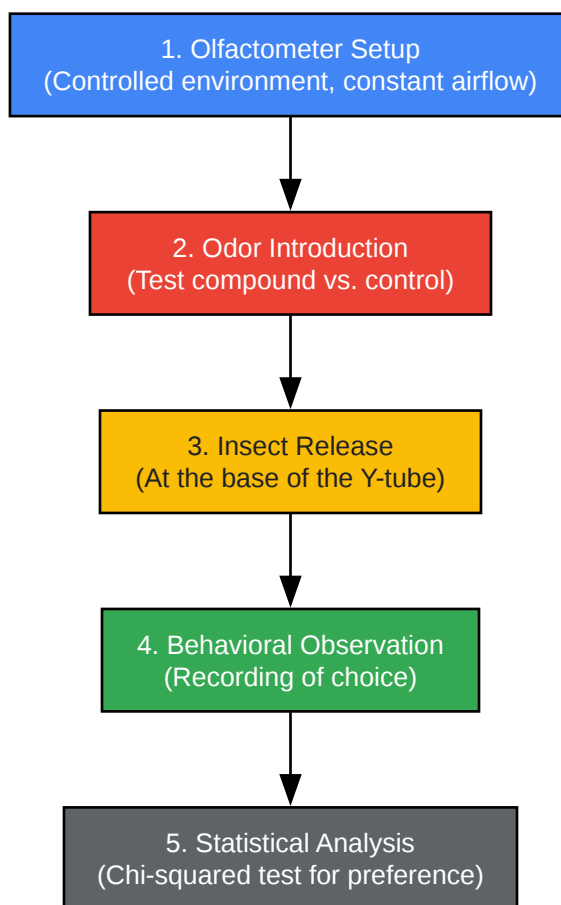 1. Olfactometer Setup
(Controlled environment, constant airflow)
2. Odor Introduction
(Test compound vs. control)
3. Insect Release
(At the base of the Y-tube)
4. Behavioral Observation
(Recording of choice)
5. Statistical Analysis
(Chi-squared test for preference)